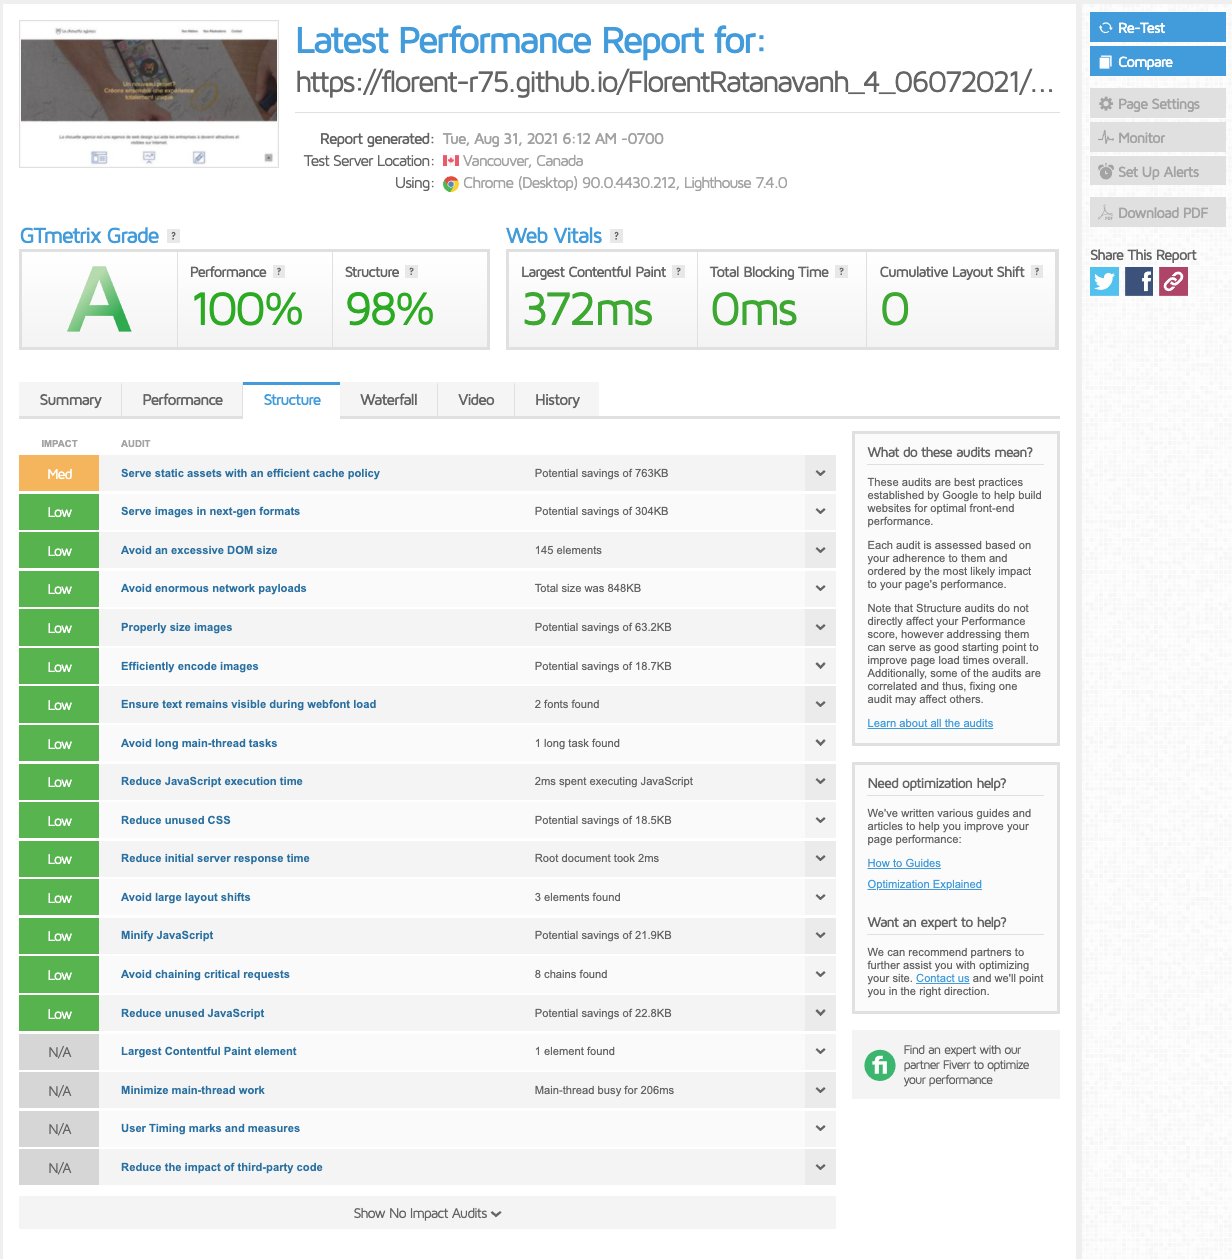 Latest Performance Report for:
https://florent-r75.github.io/FlorentRatanavanh_4_06072021/...
Report generated: Tue, Aug 31, 2021 6:12 AM -0700
Test Server Location: Vancouver, Canada
Using: Chrome (Desktop) 90.0.4430.212, Lighthouse 7.4.0
Re-Test
Compare
Page Settings
Monitor
Set Up Alerts
Download PDF
Share This Report
GTmetrix Grade ?
A
Performance ?
100%
Structure ?
98%
Web Vitals ?
Largest Contentful Paint ?
372ms
Total Blocking Time ?
0ms
Cumulative Layout Shift ?
0
Summary Performance Structure Waterfall Video History
IMPACT AUDIT
Med Serve static assets with an efficient cache policy Potential savings of 763KB
Low Serve images in next-gen formats Potential savings of 304KB
Low Avoid an excessive DOM size 145 elements
Low Avoid enormous network payloads Total size was 848KB
Low Properly size images Potential savings of 63.2KB
Low Efficiently encode images Potential savings of 18.7KB
Low Ensure text remains visible during webfont load 2 fonts found
Low Avoid long main-thread tasks 1 long task found
Low Reduce JavaScript execution time 2ms spent executing JavaScript
Low Reduce unused CSS Potential savings of 18.5KB
Low Reduce initial server response time Root document took 2ms
Low Avoid large layout shifts 3 elements found
Low Minify JavaScript Potential savings of 21.9KB
Low Avoid chaining critical requests 8 chains found
Low Reduce unused JavaScript Potential savings of 22.8KB
N/A Largest Contentful Paint element 1 element found
N/A Minimize main-thread work Main-thread busy for 206ms
N/A User Timing marks and measures
N/A Reduce the impact of third-party code
Show No Impact Audits
What do these audits mean?
These audits are best practices
established by Google to help build
websites for optimal front-end
performance.
Each audit is assessed based on
your adherence to them and
ordered by the most likely impact
to your page's performance.
Note that Structure audits do not
directly affect your Performance
score, however addressing them
can serve as good starting point to
improve page load times overall.
Additionally, some of the audits are
correlated and thus, fixing one
audit may affect others.
Learn about all the audits
Need optimization help?
We've written various guides and
articles to help you improve your
page performance:
How to Guides
Optimization Explained
Want an expert to help?
We can recommend partners to
further assist you with optimizing
your site. Contact us and we'll point
you in the right direction.
fi
Find an expert with our
partner Fiverr to optimize
your performance